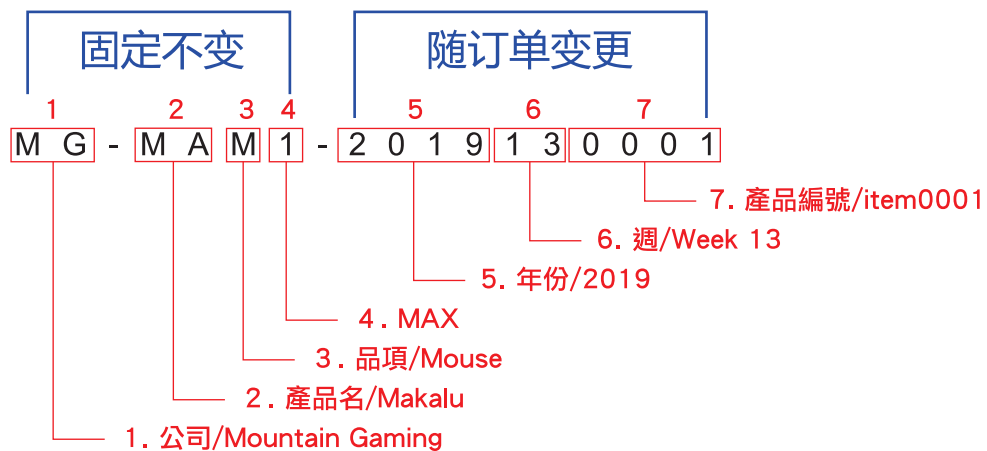 固定不变 随订单变更
1 2 3 4 5 6 7
MG-MAM1-2019130001
7. 產品編號/item0001
6. 週/Week 13
5. 年份/2019
4. MAX
3. 品項/Mouse
2. 產品名/Makalu
1. 公司/Mountain Gaming